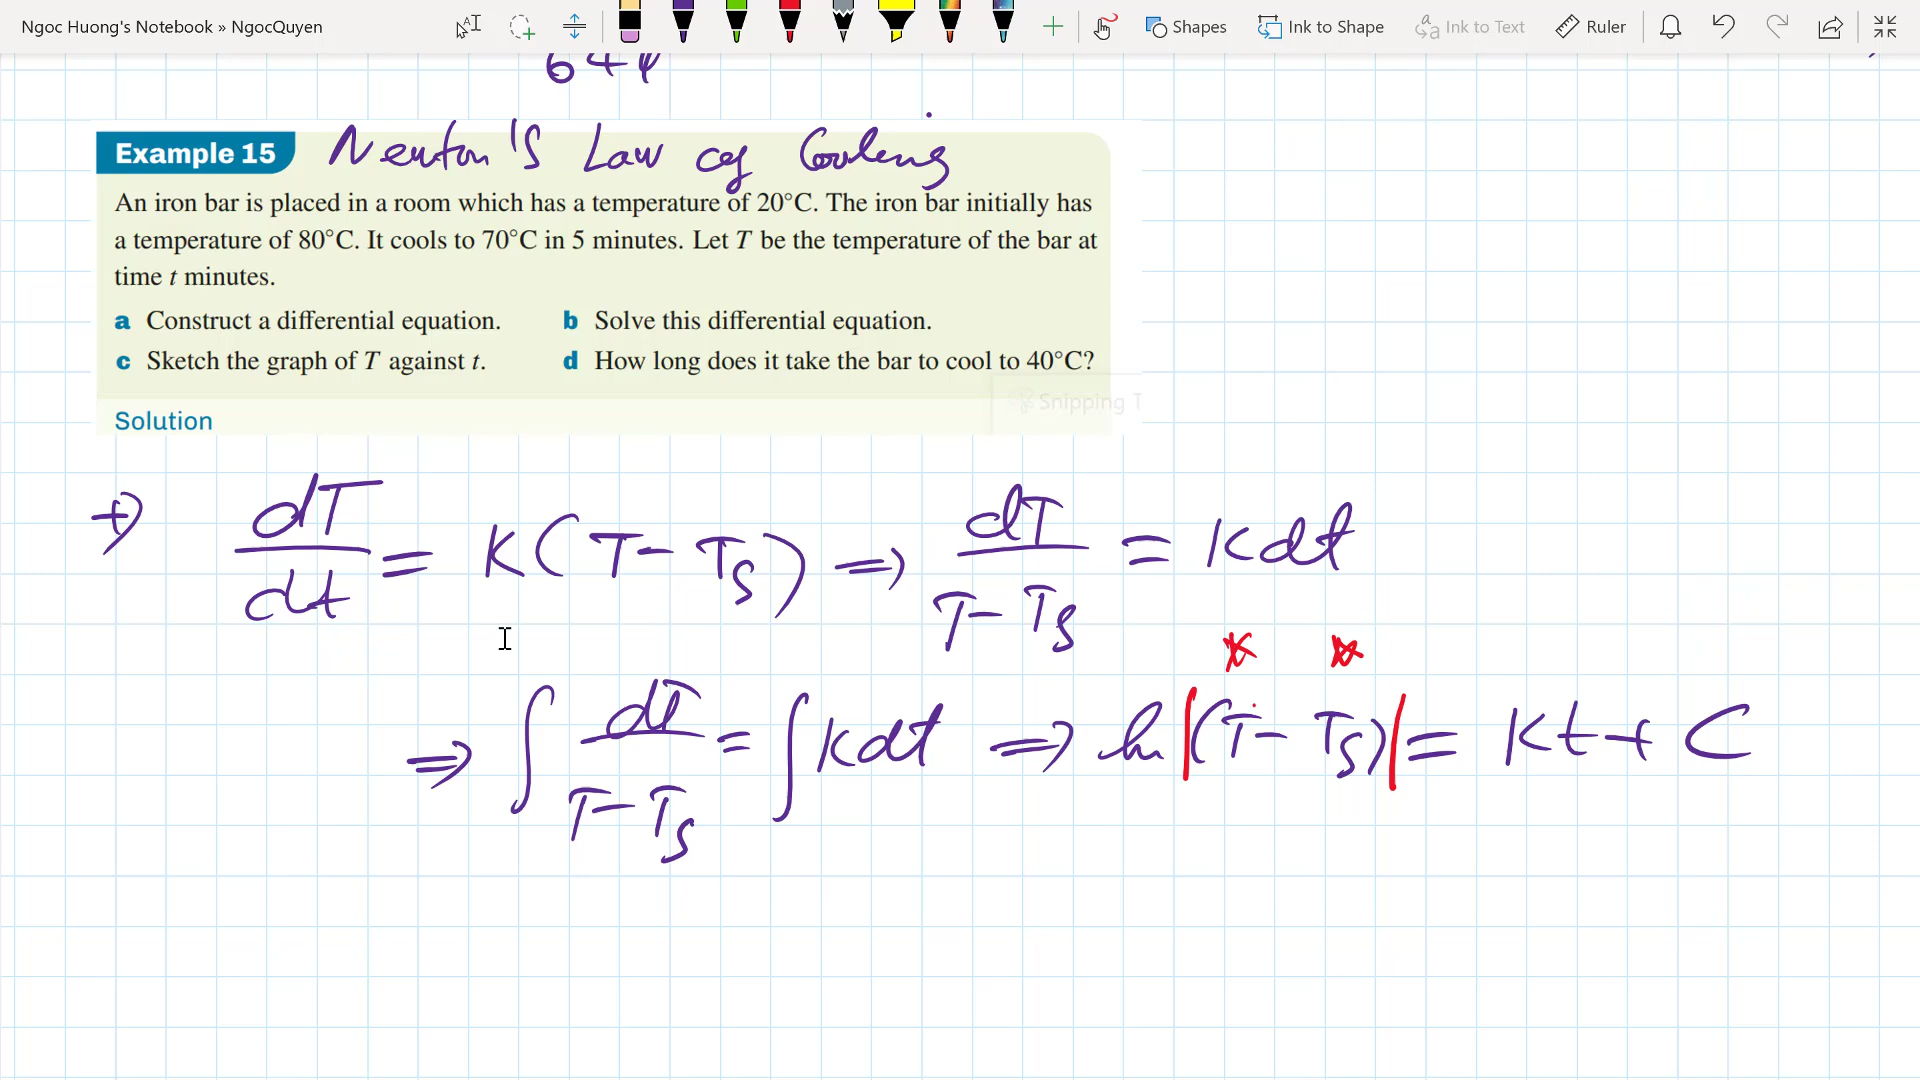 Ngoc Huong's Notebook » NgocQuyen
Shapes
Ink to Shape
Ink to Text
Ruler
644
Example 15 Newton's Law of Cooling
An iron bar is placed in a room which has a temperature of 20°C. The iron bar initially has
a temperature of 80°C. It cools to 70°C in 5 minutes. Let T be the temperature of the bar at
time t minutes.
a Construct a differential equation. b Solve this differential equation.
c Sketch the graph of T against t. d How long does it take the bar to cool to 40°C?
Snipping T
Solution
→ dT/dt = K(T - Ts) ⇒ dT/(T - Ts) = Kdt
⇒ ∫ dT/(T - Ts) = ∫ Kdt ⇒ ln |(T - Ts)| = Kt + C